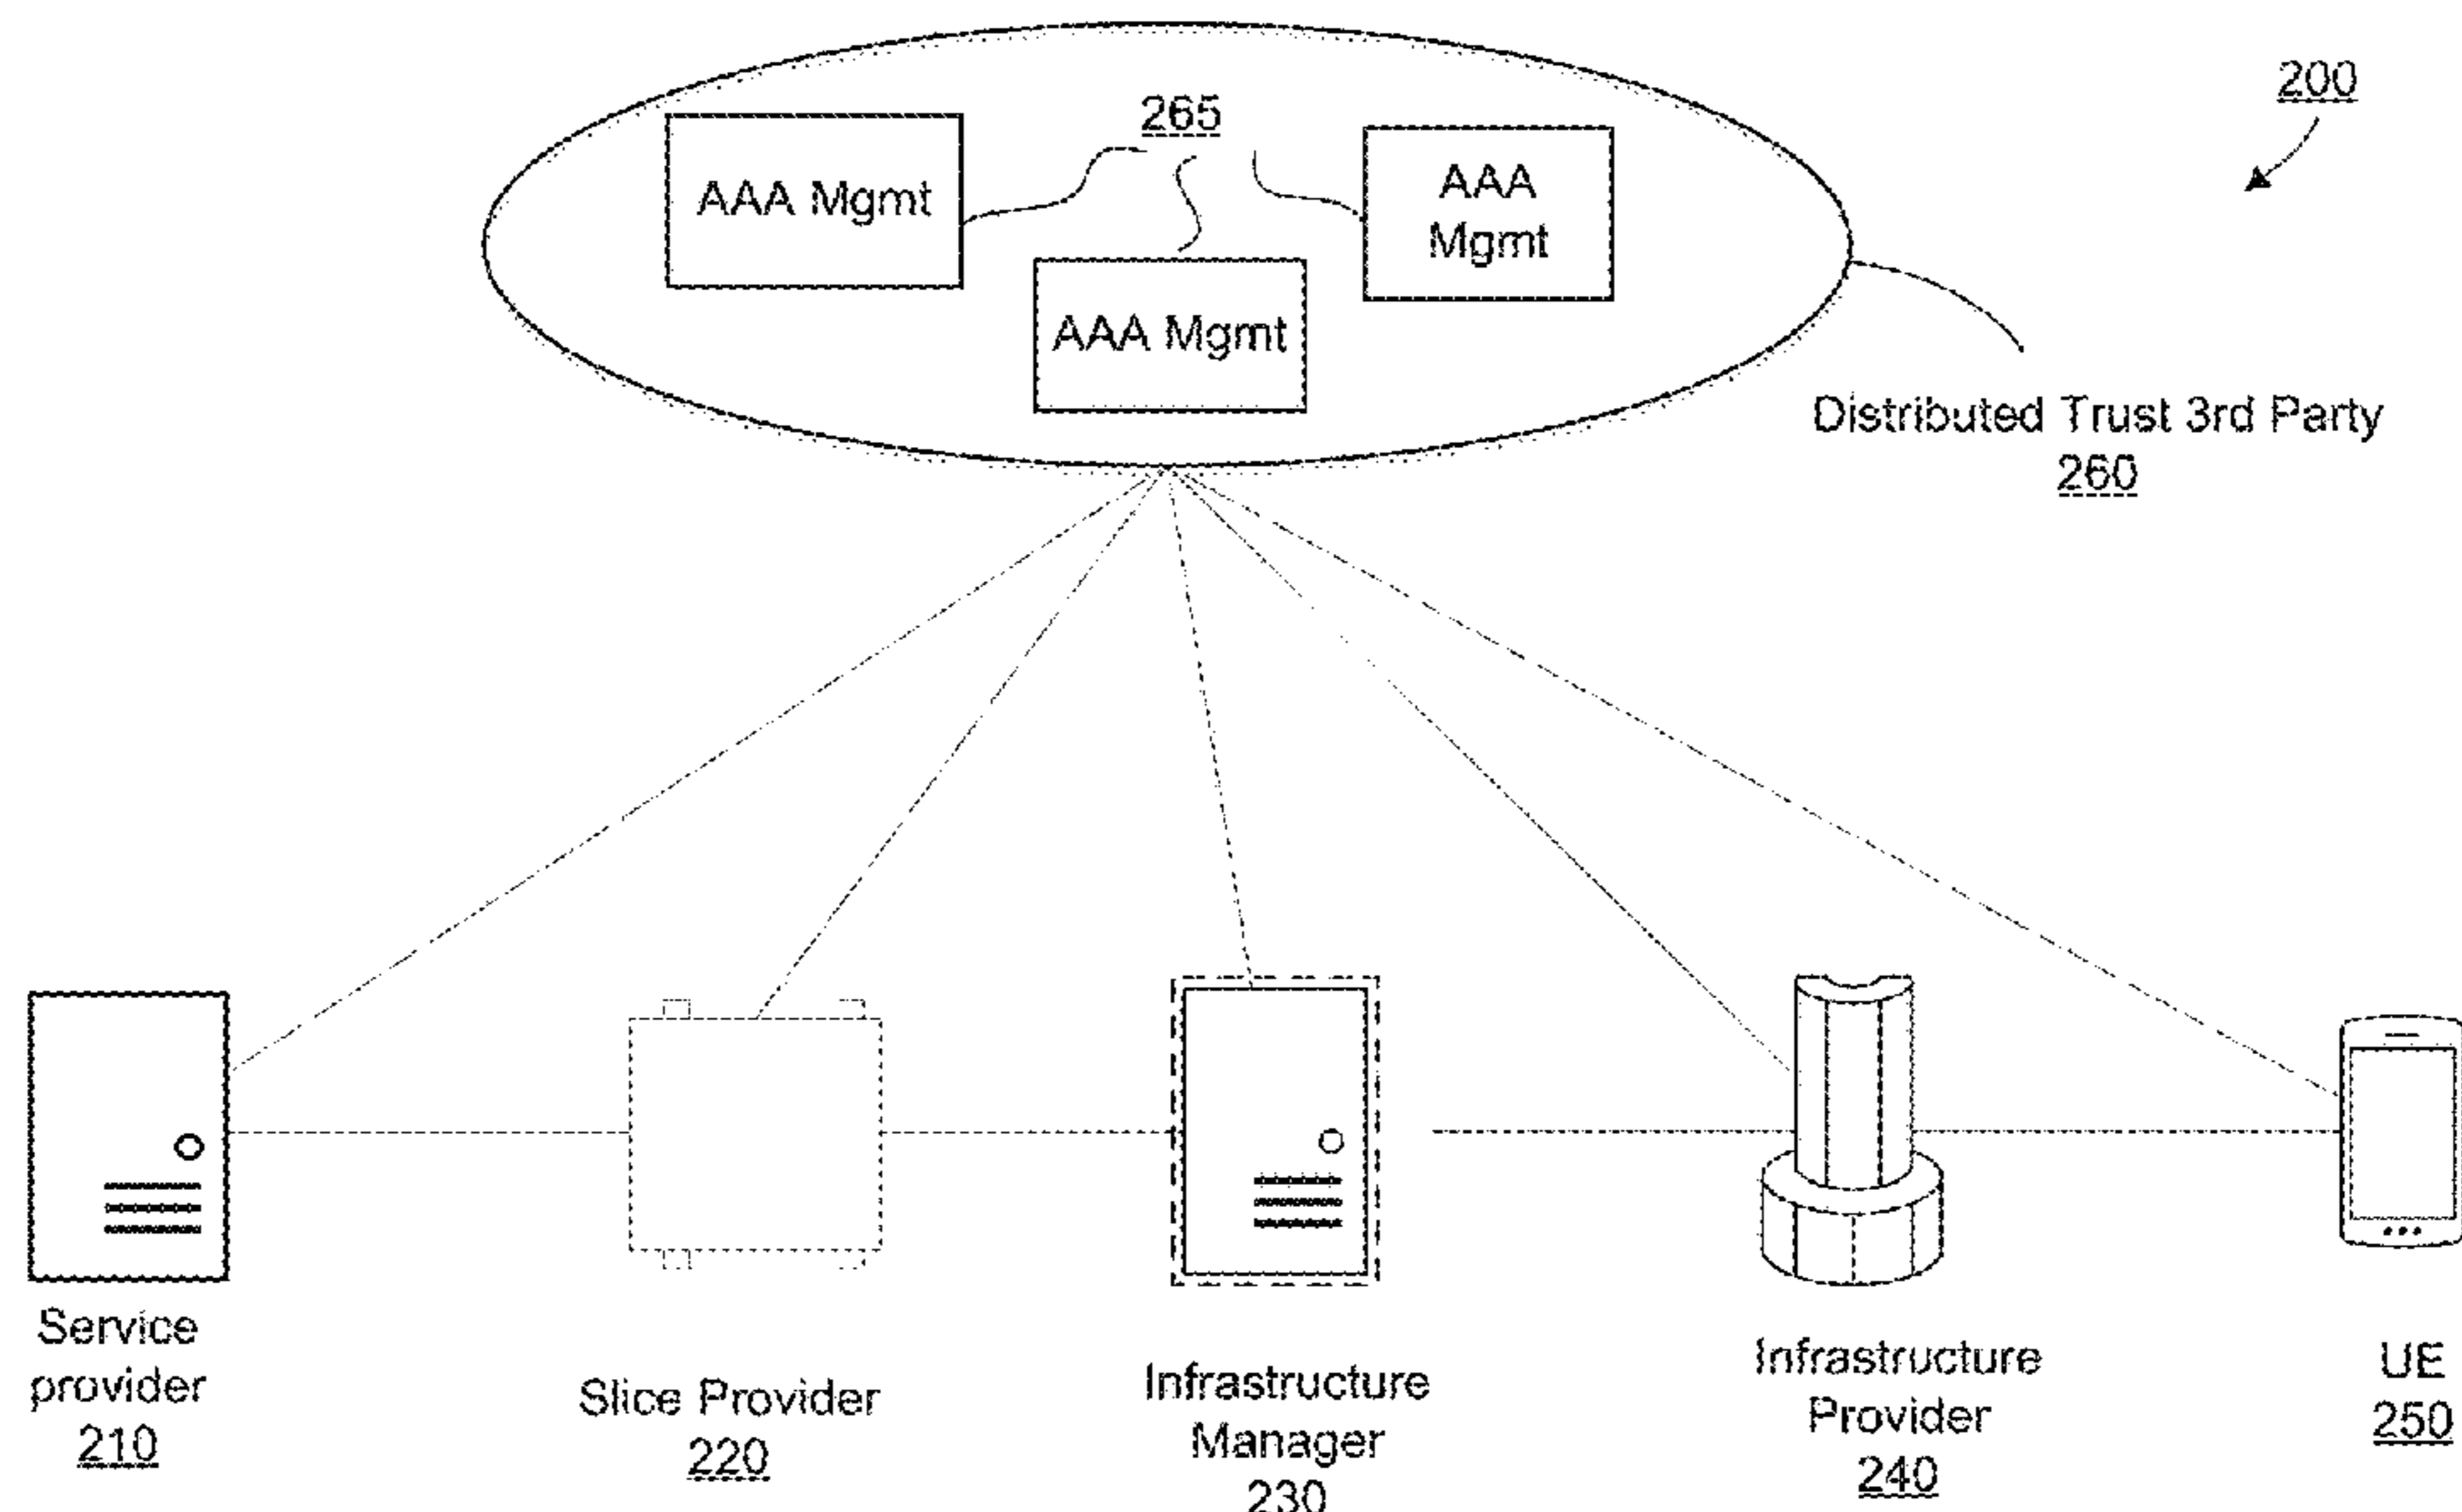 200
265
AAA Mgmt
AAA
Mgmt
AAA Mgmt
Distributed Trust 3rd Party
260
Service
provider
210
Slice Provider
220
Infrastructure
Manager
230
Infrastructure
Provider
240
UE
250